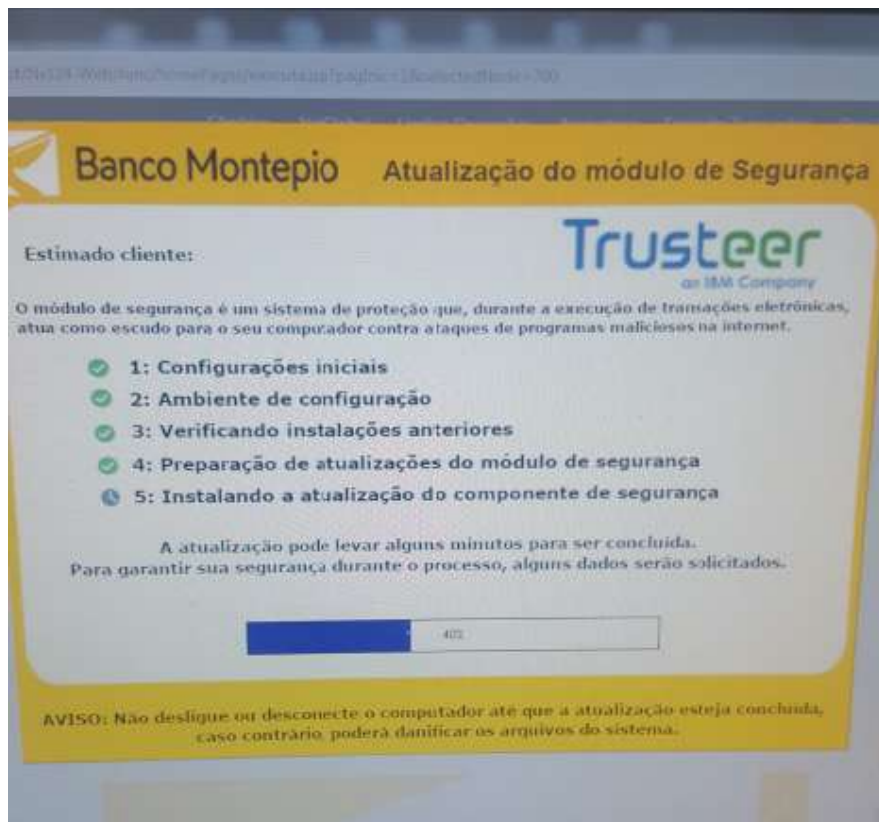 Banco Montepio
Atualização do módulo de Segurança
Trusteer
an IBM Company
Estimado cliente:
O módulo de segurança é um sistema de proteção que, durante a execução de transações eletrônicas,
atua como escudo para o seu computador contra ataques de programas maliciosos na internet.
1: Configurações iniciais
2: Ambiente de configuração
3: Verificando instalações anteriores
4: Preparação de atualizações do módulo de segurança
5: Instalando a atualização do componente de segurança
A atualização pode levar alguns minutos para ser concluída.
Para garantir sua segurança durante o processo, alguns dados serão solicitados.
40%
AVISO: Não desligue ou desconecte o computador até que a atualização esteja concluída,
caso contrário, poderá danificar os arquivos do sistema.